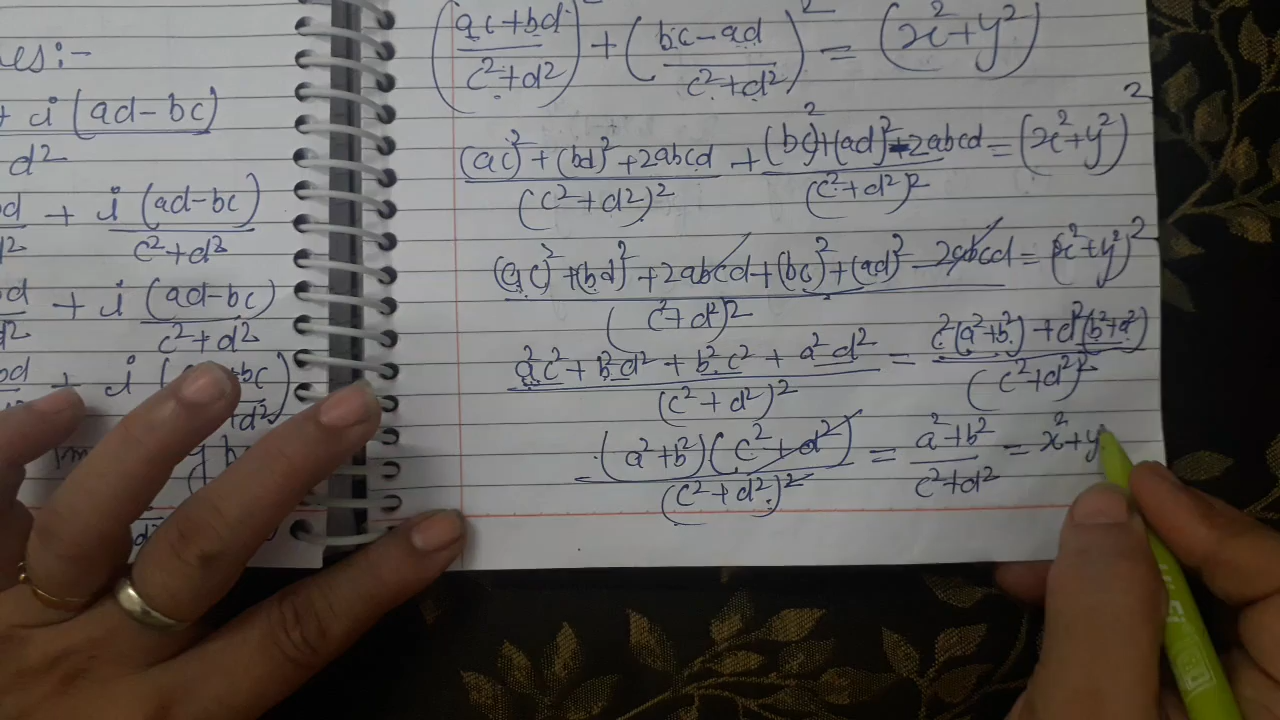 es:-
+ i (ad-bc)
d²
bd + i (ad-bc)
d² c²+d²
bd + i (ad-bc)
d² c²+d²
+ i
(ac+bd / c²+d²)² + (bc-ad / c²+d²)² = (x²+y²)
(ac)²+(bd)²+2abcd / (c²+d²)² + (bc)²+(ad)²-2abcd / (c²+d²)² = (x²+y²)²
(ac)²+(bd)²+2abcd+(bc)²+(ad)²-2abcd / (c²+d²)² = (x²+y²)²
a²c²+b²d²+b²c²+a²d² / (c²+d²)² = c²(a²+b²)+d²(b²+a²) / (c²+d²)²
= (a²+b²)(c²+d²) / (c²+d²)² = a²+b² / c²+d² = x²+y²